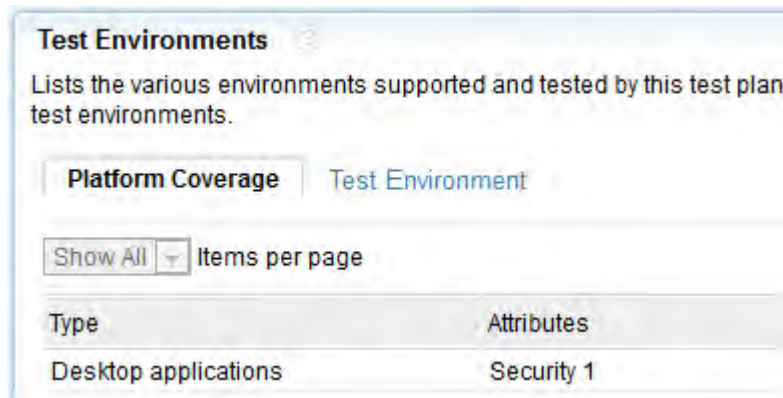 Test Environments
Lists the various environments supported and tested by this test plan
test environments.
Platform Coverage Test Environment
Show All Items per page
Type Attributes
Desktop applications Security 1